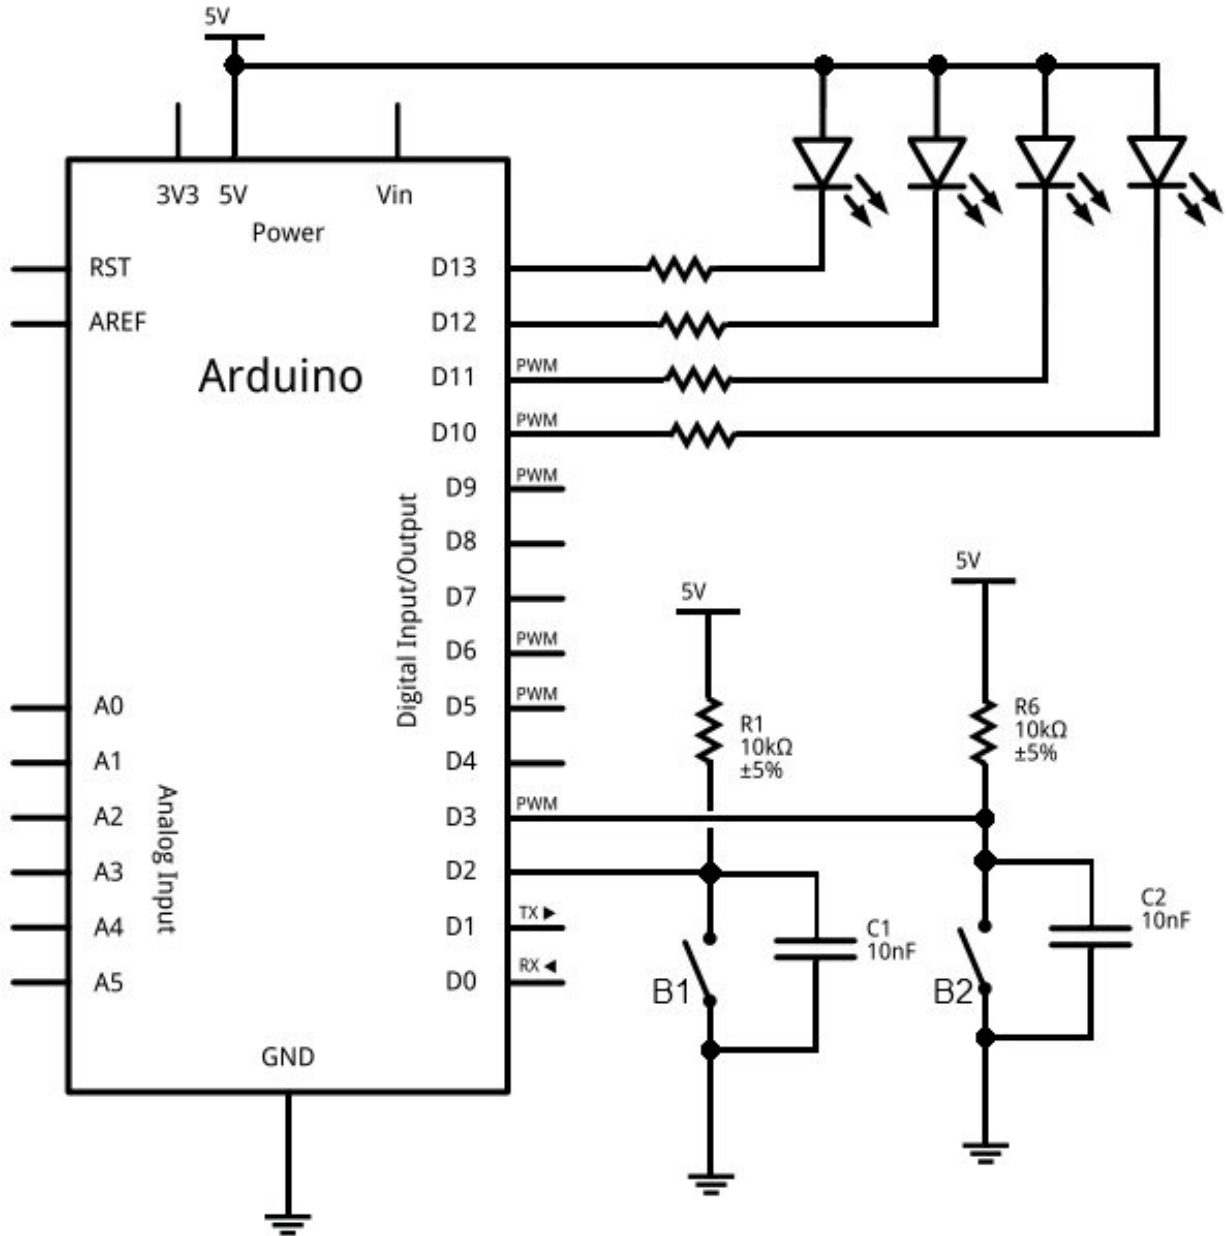 5V
3V3
5V
Vin
Power
RST
D13
AREF
D12
Arduino
D11
PWM
D10
PWM
D9
PWM
D8
Digital Input/Output
D7
D6
PWM
D5
PWM
D4
D3
PWM
D2
D1
TX ▶
D0
RX ◀
A0
A1
A2
A3
A4
A5
Analog Input
GND
5V
R1
10kΩ
±5%
5V
R6
10kΩ
±5%
B1
C1
10nF
B2
C2
10nF